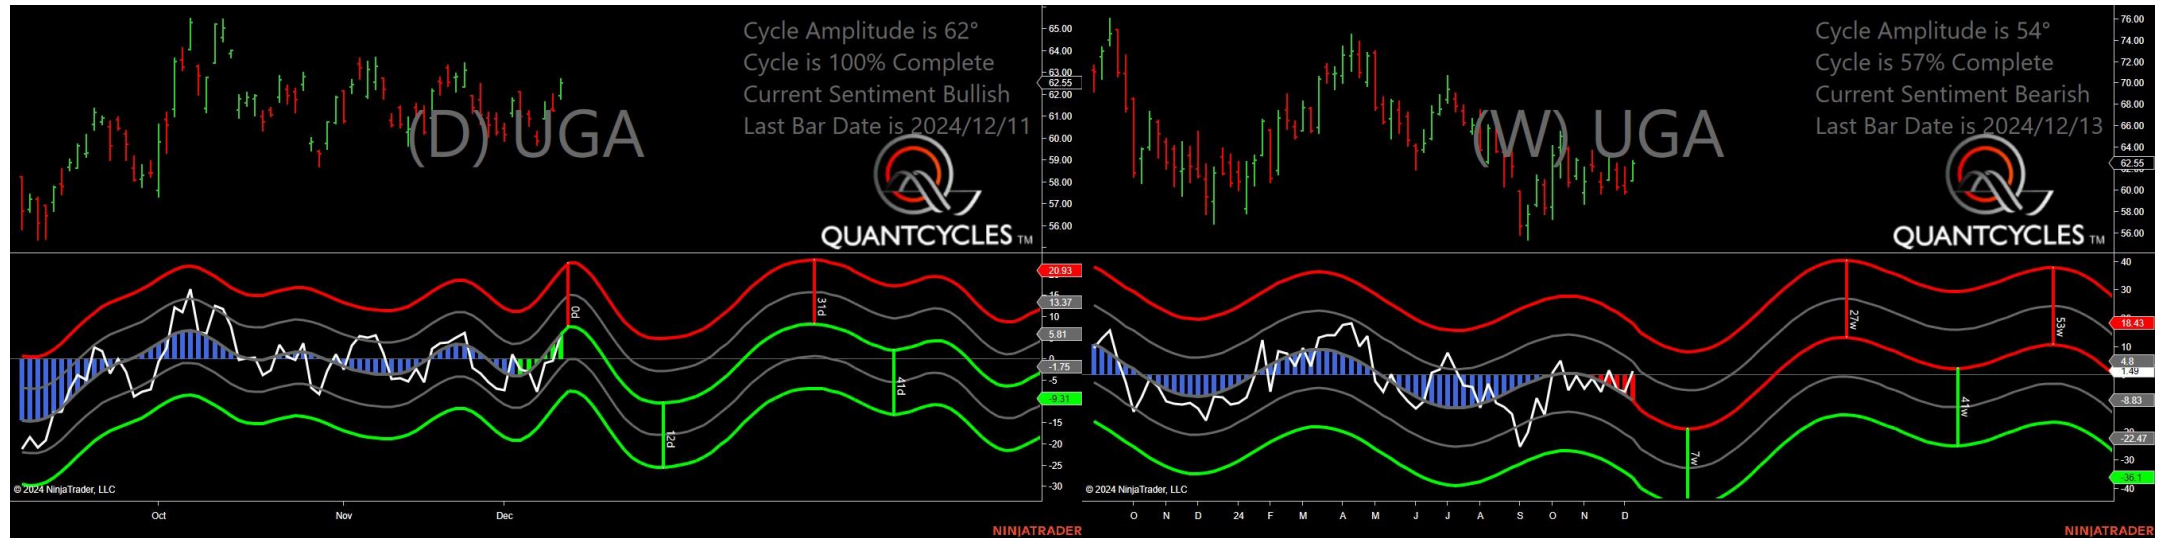 Cycle Amplitude is 62°
Cycle is 100% Complete
Current Sentiment Bullish
Last Bar Date is 2024/12/11
(D) UGA
QUANTCYCLES TM
65.00
64.00
63.00
62.55
62.00
61.00
60.00
59.00
58.00
57.00
56.00
20.93
15
13.37
10
5.81
0
-1.75
-5
-9.31
-15
-20
-25
-30
0d
12d
31d
41d
© 2024 NinjaTrader, LLC
Oct Nov Dec
NINJATRADER
Cycle Amplitude is 54°
Cycle is 57% Complete
Current Sentiment Bearish
Last Bar Date is 2024/12/13
(W) UGA
QUANTCYCLES TM
76.00
74.00
72.00
70.00
68.00
66.00
64.00
62.55
60.00
58.00
56.00
40
30
18.43
10
4.8
1.49
-8.83
-22.47
-30
-36.1
-40
7w
27w
41w
53w
© 2024 NinjaTrader, LLC
O N D 24 F M A M J J A S O N D
NINJATRADER